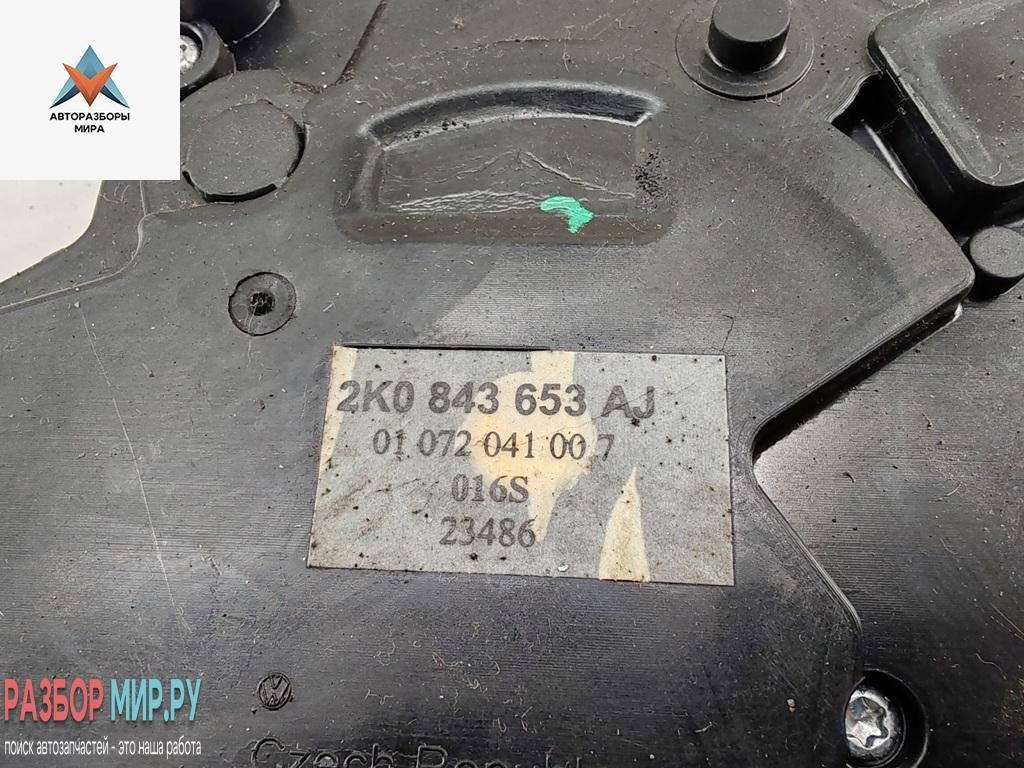 АВТОРАЗБОРЫ
МИРА
2K0 843 653 AJ
01 072 041 00 7
016S
23486
РАЗБОР МИР.РУ
поиск автозапчастей - это наша работа
Czech